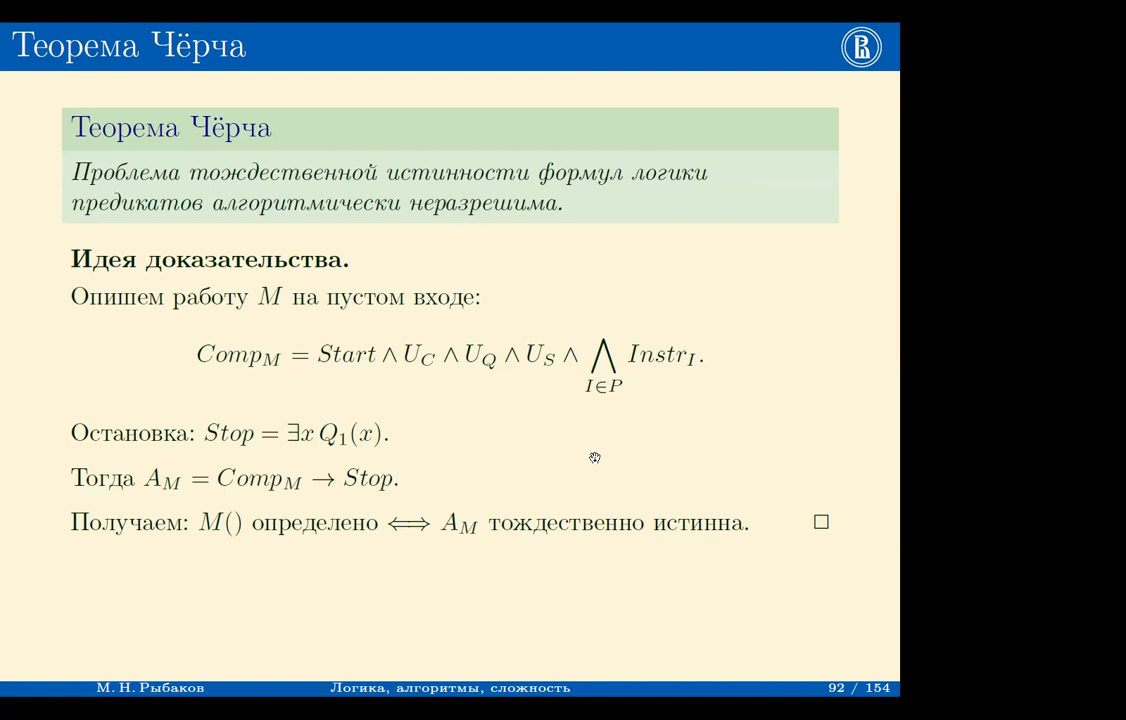 Теорема Чёрча
Теорема Чёрча
Проблема тождественной истинности формул логики
предикатов алгоритмически неразрешима.
Идея доказательства.
Опишем работу M на пустом входе:
Comp_M = Start ∧ U_C ∧ U_Q ∧ U_S ∧ ⋀_{I∈P} Instr_I.
Остановка: Stop = ∃x Q_1(x).
Тогда A_M = Comp_M → Stop.
Получаем: M() определено ⟺ A_M тождественно истинна. □
М. Н. Рыбаков Логика, алгоритмы, сложность 92 / 154